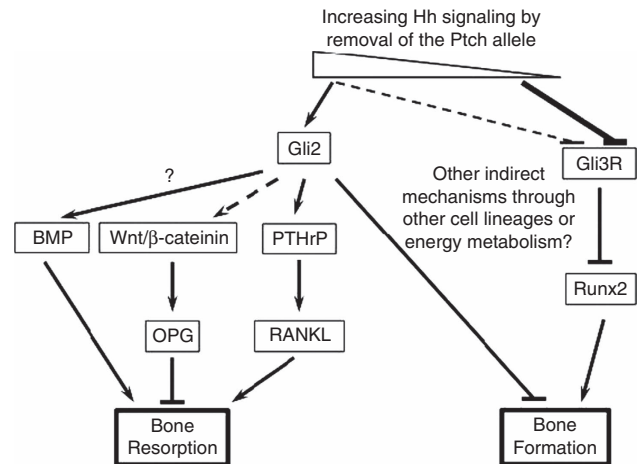 Increasing Hh signaling by
removal of the Ptch allele
Gli2
Gli3R
?
Other indirect
mechanisms through
other cell lineages or
energy metabolism?
BMP
Wnt/β-cateinin
PTHrP
Runx2
OPG
RANKL
Bone
Resorption
Bone
Formation